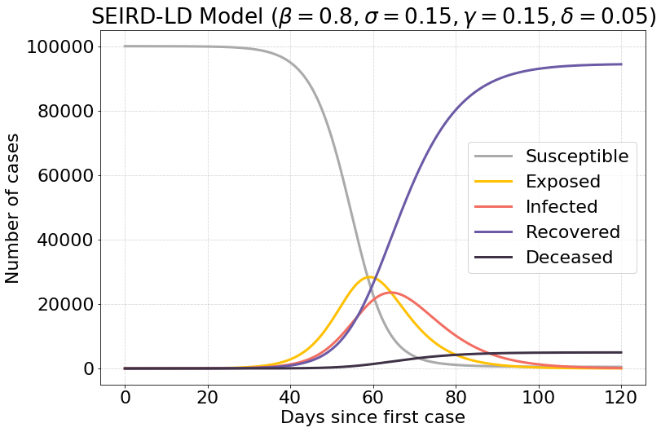 SEIRD-LD Model (β = 0.8, σ = 0.15, γ = 0.15, δ = 0.05)
100000
80000
60000
40000
20000
0
Number of cases
Susceptible
Exposed
Infected
Recovered
Deceased
0 20 40 60 80 100 120
Days since first case